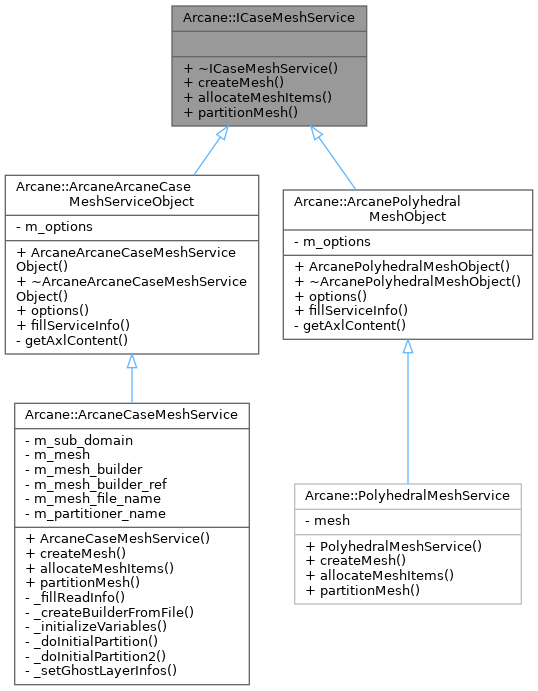 Arcane::ICaseMeshService
+ ~ICaseMeshService()
+ createMesh()
+ allocateMeshItems()
+ partitionMesh()
Arcane::ArcaneArcaneCase
MeshServiceObject
- m_options
+ ArcaneArcaneCaseMeshService
Object()
+ ~ArcaneArcaneCaseMeshService
Object()
+ options()
+ fillServiceInfo()
- getAxlContent()
Arcane::ArcanePolyhedral
MeshObject
- m_options
+ ArcanePolyhedralMeshObject()
+ ~ArcanePolyhedralMeshObject()
+ options()
+ fillServiceInfo()
- getAxlContent()
Arcane::ArcaneCaseMeshService
- m_sub_domain
- m_mesh
- m_mesh_builder
- m_mesh_builder_ref
- m_mesh_file_name
- m_partitioner_name
+ ArcaneCaseMeshService()
+ createMesh()
+ allocateMeshItems()
+ partitionMesh()
- _fillReadInfo()
- _createBuilderFromFile()
- _initializeVariables()
- _doInitialPartition()
- _doInitialPartition2()
- _setGhostLayerInfos()
Arcane::PolyhedralMeshService
- mesh
+ PolyhedralMeshService()
+ createMesh()
+ allocateMeshItems()
+ partitionMesh()